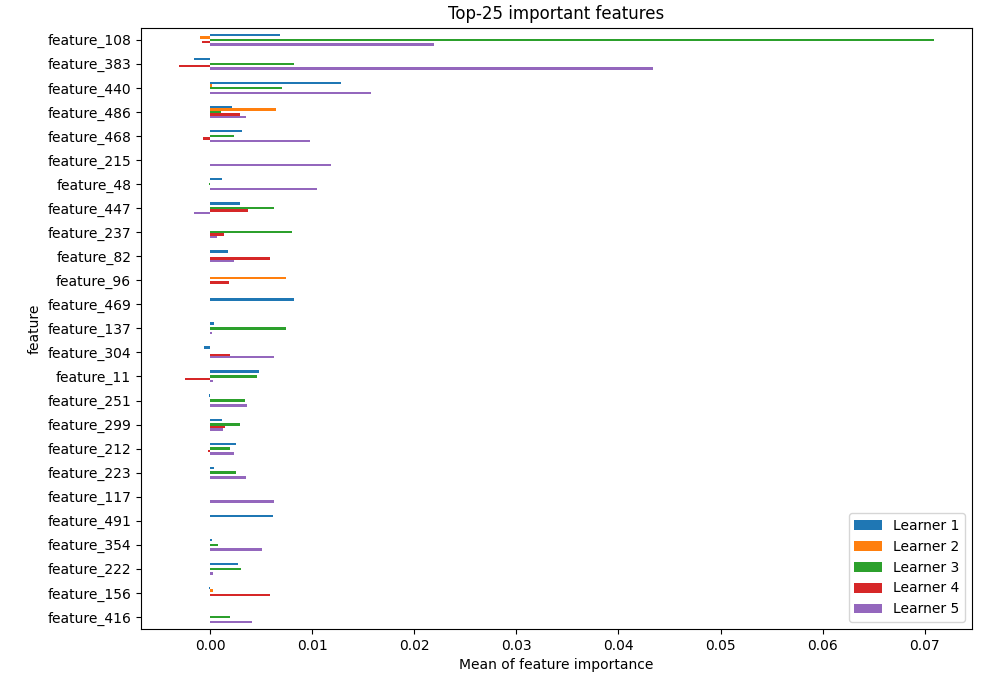 Top-25 important features
feature_108
feature_383
feature_440
feature_486
feature_468
feature_215
feature_48
feature_447
feature_237
feature_82
feature_96
feature_469
feature_137
feature_304
feature_11
feature_251
feature_299
feature_212
feature_223
feature_117
feature_491
feature_354
feature_222
feature_156
feature_416
feature
Learner 1
Learner 2
Learner 3
Learner 4
Learner 5
0.00 0.01 0.02 0.03 0.04 0.05 0.06 0.07
Mean of feature importance